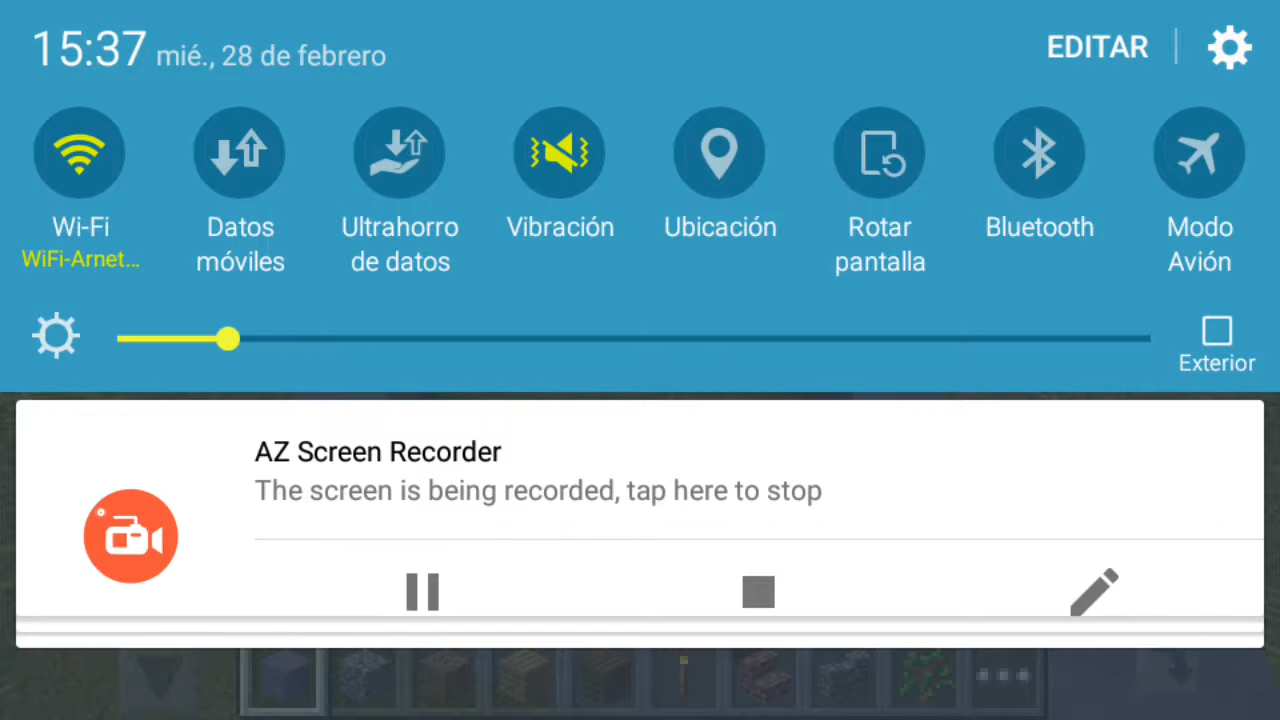 15:37 mié., 28 de febrero
EDITAR
Wi-Fi
WiFi-Arnet...
Datos
móviles
Ultrahorro
de datos
Vibración
Ubicación
Rotar
pantalla
Bluetooth
Modo
Avión
Exterior
AZ Screen Recorder
The screen is being recorded, tap here to stop